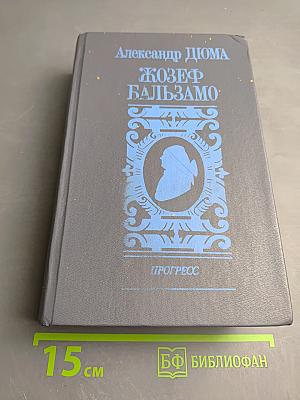 Александр ДЮМА
ЖОЗЕФ
БАЛЬЗАМО
ПРОГРЕСС
15 см
БФ БИБЛИОФАН